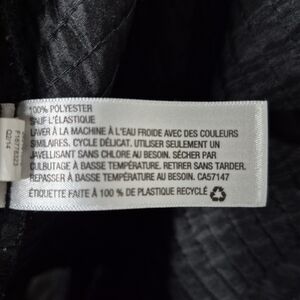 100% POLYESTER
SAUF L'ÉLASTIQUE
LAVER À LA MACHINE À L'EAU FROIDE AVEC DES COULEURS
SIMILAIRES. CYCLE DÉLICAT. UTILISER SEULEMENT UN
JAVELLISANT SANS CHLORE AU BESOIN. SÉCHER PAR
CULBUTAGE À BASSE TEMPÉRATURE. RETIRER SANS TARDER.
REPASSER À BASSE TEMPÉRATURE AU BESOIN. CA57147
ÉTIQUETTE FAITE À 100 % DE PLASTIQUE RECYCLÉ